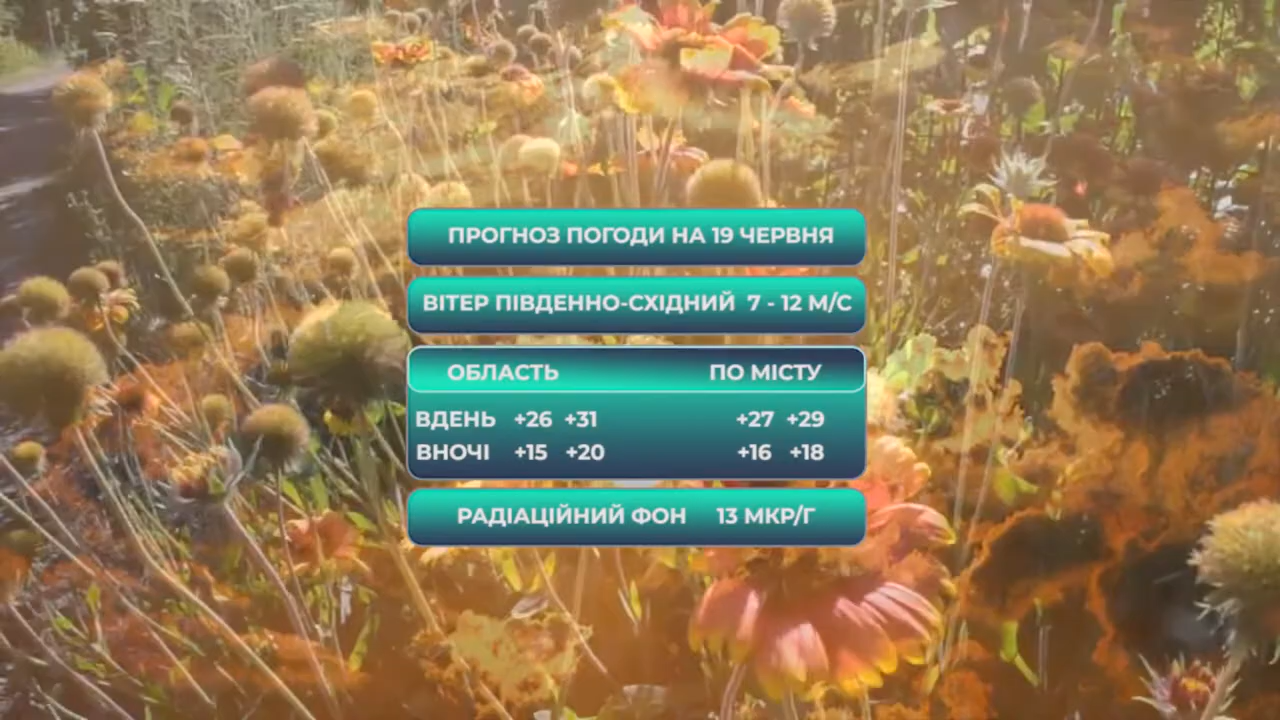 ПРОГНОЗ ПОГОДИ НА 19 ЧЕРВНЯ
ВІТЕР ПІВДЕННО-СХІДНИЙ 7 - 12 М/С
ОБЛАСТЬ ПО МІСТУ
ВДЕНЬ +26 +31 +27 +29
ВНОЧІ +15 +20 +16 +18
РАДІАЦІЙНИЙ ФОН 13 МКР/Г